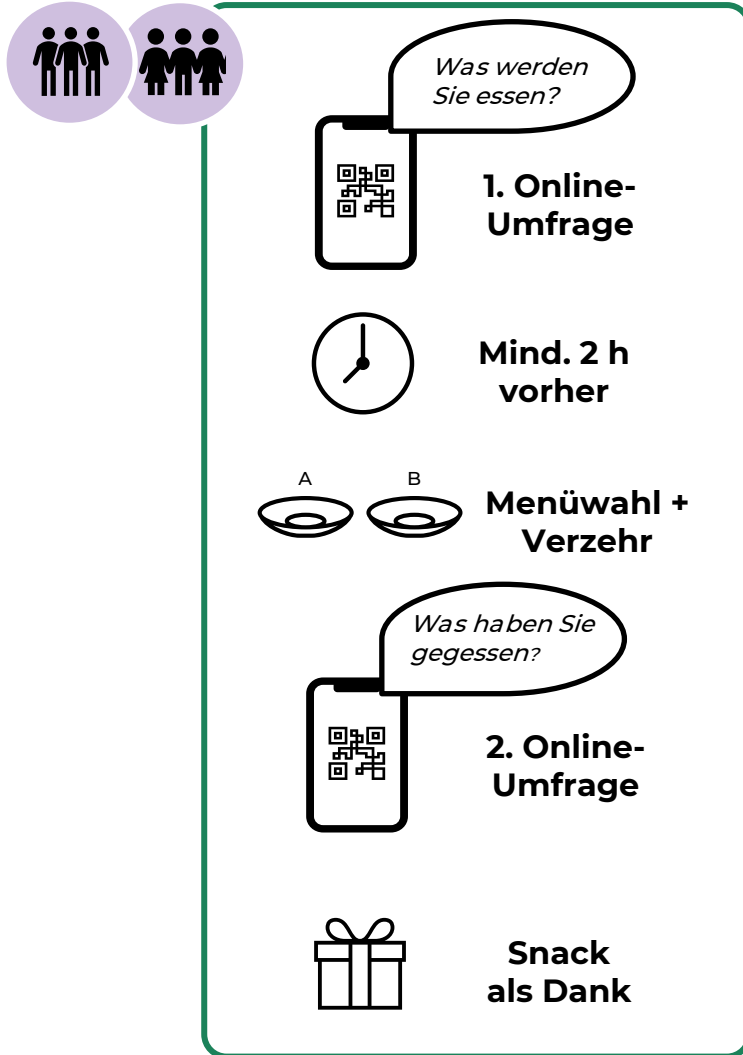 Was werden
Sie essen?
1. Online-
Umfrage
Mind. 2 h
vorher
A
B
Menüwahl +
Verzehr
Was haben Sie
gegessen?
2. Online-
Umfrage
Snack
als Dank